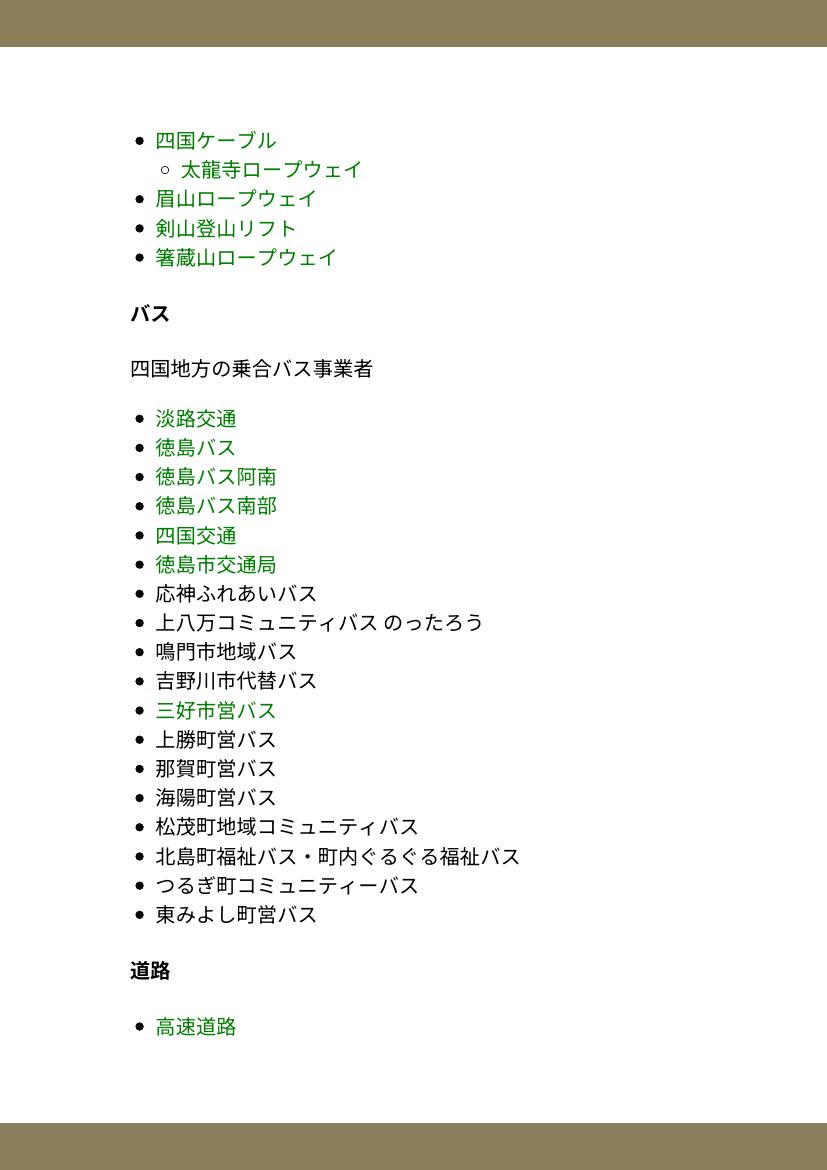 四国ケーブル
太龍寺ロープウェイ
眉山ロープウェイ
剣山登山リフト
箸蔵山ロープウェイ
バス
四国地方の乗合バス事業者
淡路交通
徳島バス
徳島バス阿南
徳島バス南部
四国交通
徳島市交通局
応神ふれあいバス
上八万コミュニティバス のったろう
鳴門市地域バス
吉野川市代替バス
三好市営バス
上勝町営バス
那賀町営バス
海陽町営バス
松茂町地域コミュニティバス
北島町福祉バス・町内ぐるぐる福祉バス
つるぎ町コミュニティーバス
東みよし町営バス
道路
高速道路